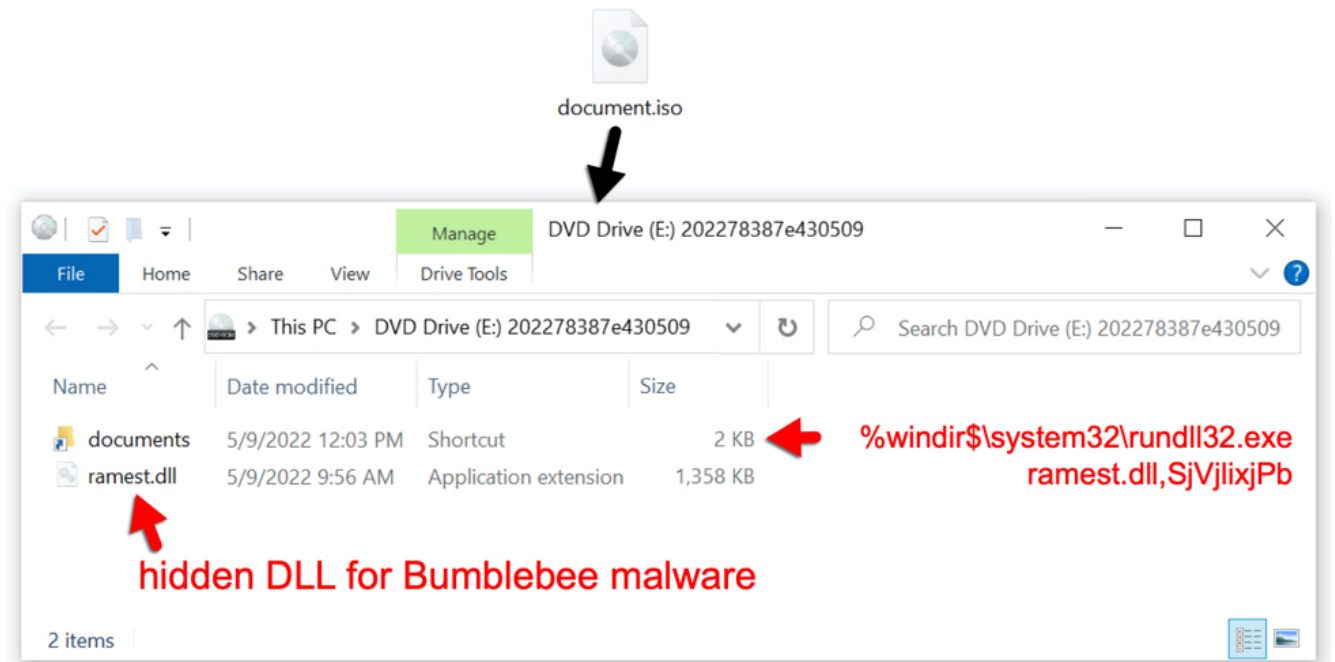 document.iso
Manage DVD Drive (E:) 202278387e430509
File Home Share View Drive Tools
This PC > DVD Drive (E:) 202278387e430509 Search DVD Drive (E:) 202278387e430509
Name Date modified Type Size
documents 5/9/2022 12:03 PM Shortcut 2 KB %windir$\system32\rundll32.exe
ramest.dll 5/9/2022 9:56 AM Application extension 1,358 KB ramest.dll,SjVjlixjPb
hidden DLL for Bumblebee malware
2 items